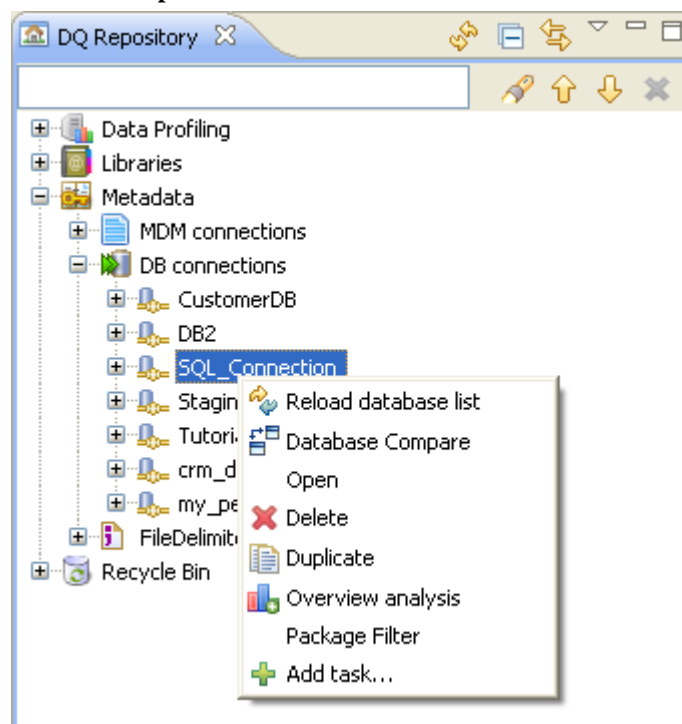 DQ Repository
Data Profiling
Libraries
Metadata
MDM connections
DB connections
CustomerDB
DB2
SQL_Connection
Reload database list
Database Compare
Open
Delete
Duplicate
Overview analysis
Package Filter
Add task...
Recycle Bin